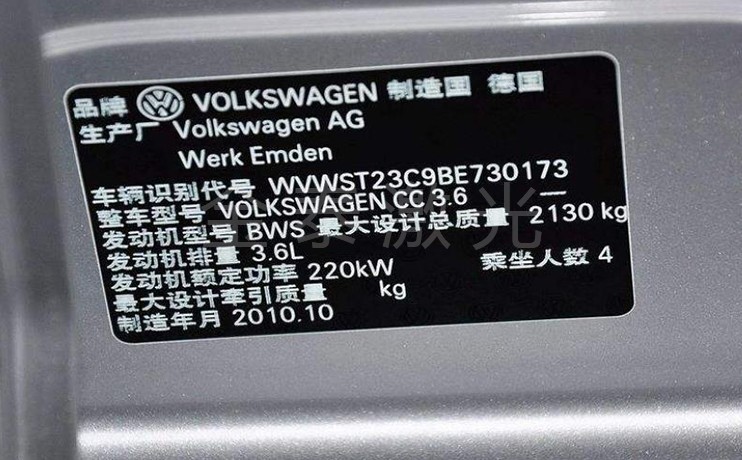 品牌 VOLKSWAGEN 制造国 德国
生产厂 Volkswagen AG
Werk Emden
车辆识别代号 WVWST23C9BE730173
整车型号 VOLKSWAGEN CC 3.6 —
发动机型号 BWS 最大设计总质量 2130 kg
发动机排量 3.6L
发动机额定功率 220kW 乘坐人数 4
最大设计牵引质量 kg
制造年月 2010.10
金泰激光